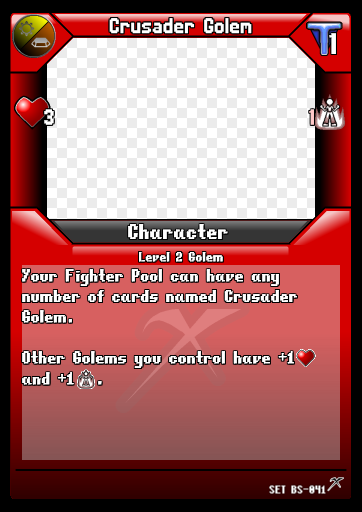 Crusader Golem
T1
3
1
Character
Level 2 Golem
Your Fighter Pool can have any
number of cards named Crusader
Golem.
Other Golems you control have +1
and +1.
SET BS-041